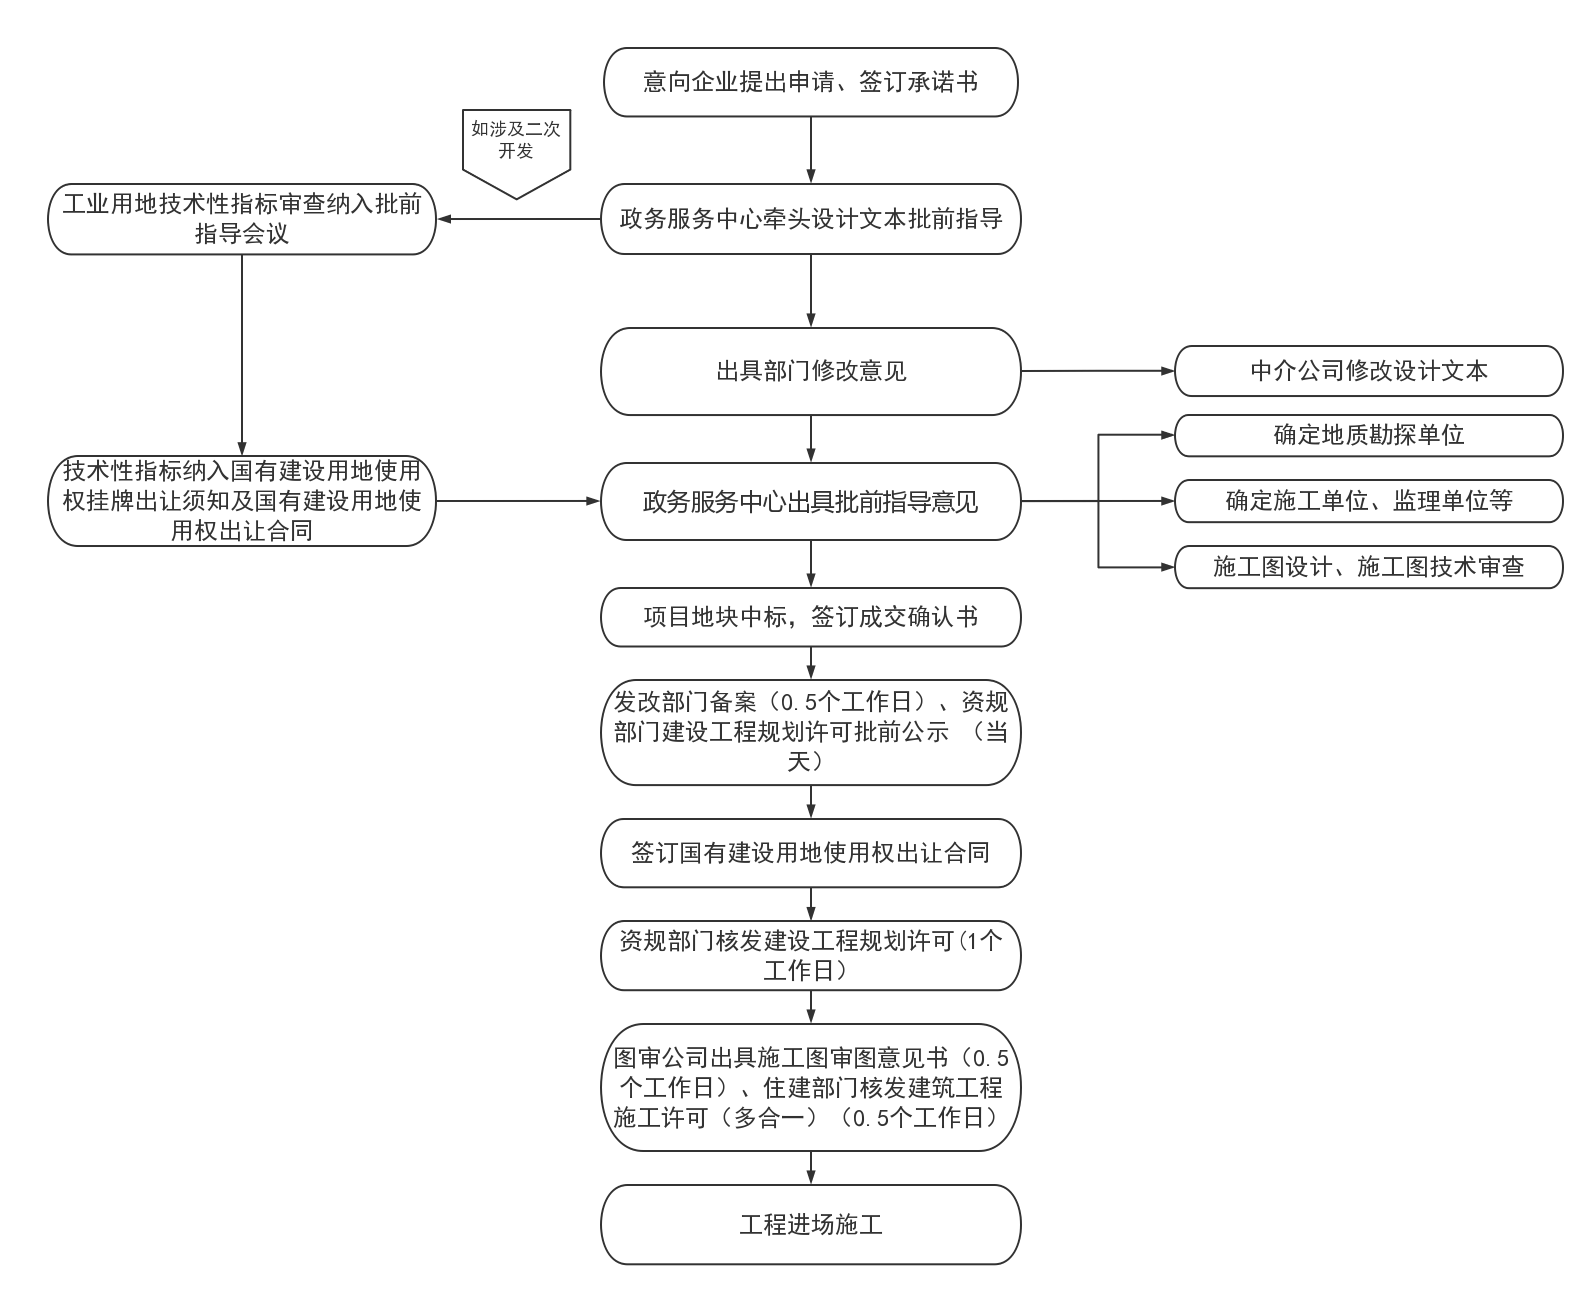 意向企业提出申请、签订承诺书
如涉及二次
开发
工业用地技术性指标审查纳入批前
指导会议
政务服务中心牵头设计文本批前指导
出具部门修改意见
中介公司修改设计文本
确定地质勘探单位
技术性指标纳入国有建设用地使用
权挂牌出让须知及国有建设用地使
用权出让合同
政务服务中心出具批前指导意见
确定施工单位、监理单位等
施工图设计、施工图技术审查
项目地块中标，签订成交确认书
发改部门备案（0.5个工作日）、资规
部门建设工程规划许可批前公示 （当
天）
签订国有建设用地使用权出让合同
资规部门核发建设工程规划许可(1个
工作日）
图审公司出具施工图审图意见书（0.5
个工作日）、住建部门核发建筑工程
施工许可（多合一）（0.5个工作日）
工程进场施工